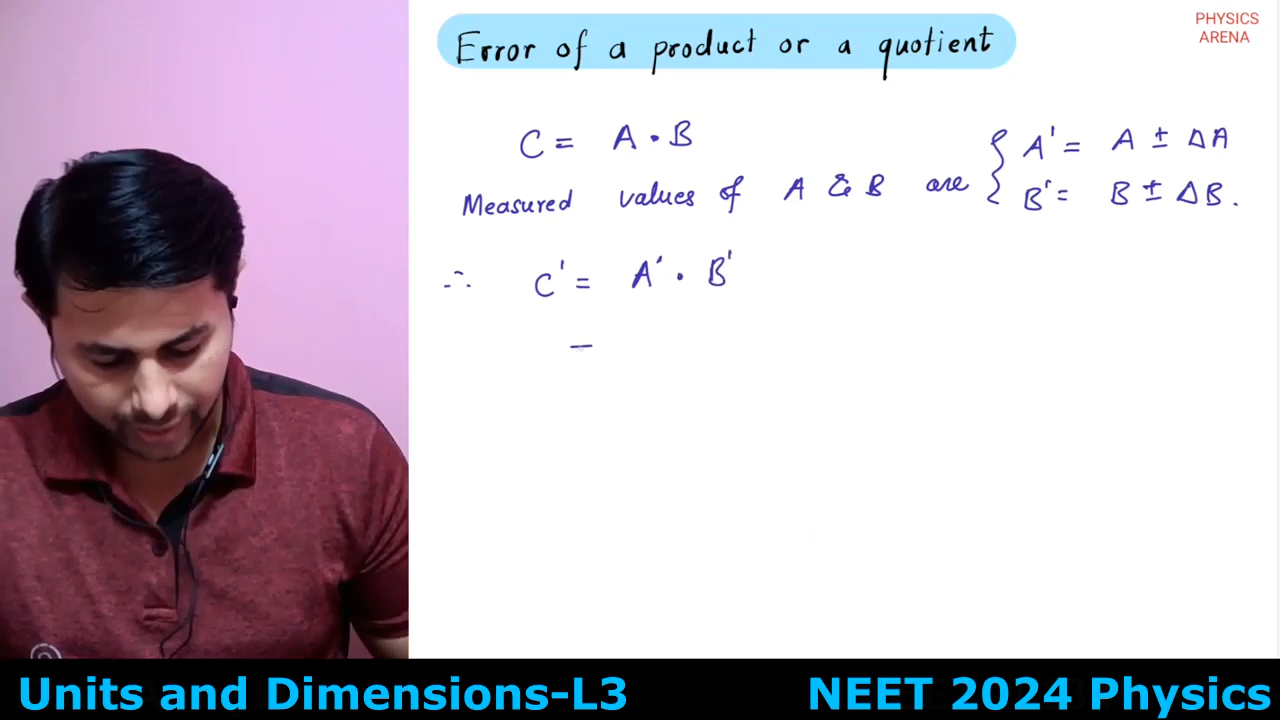 Error of a product or a quotient
PHYSICS
ARENA
C = A · B
Measured values of A & B are { A' = A ± ΔA
B' = B ± ΔB.
∴ C' = A' · B'
Units and Dimensions-L3
NEET 2024 Physics